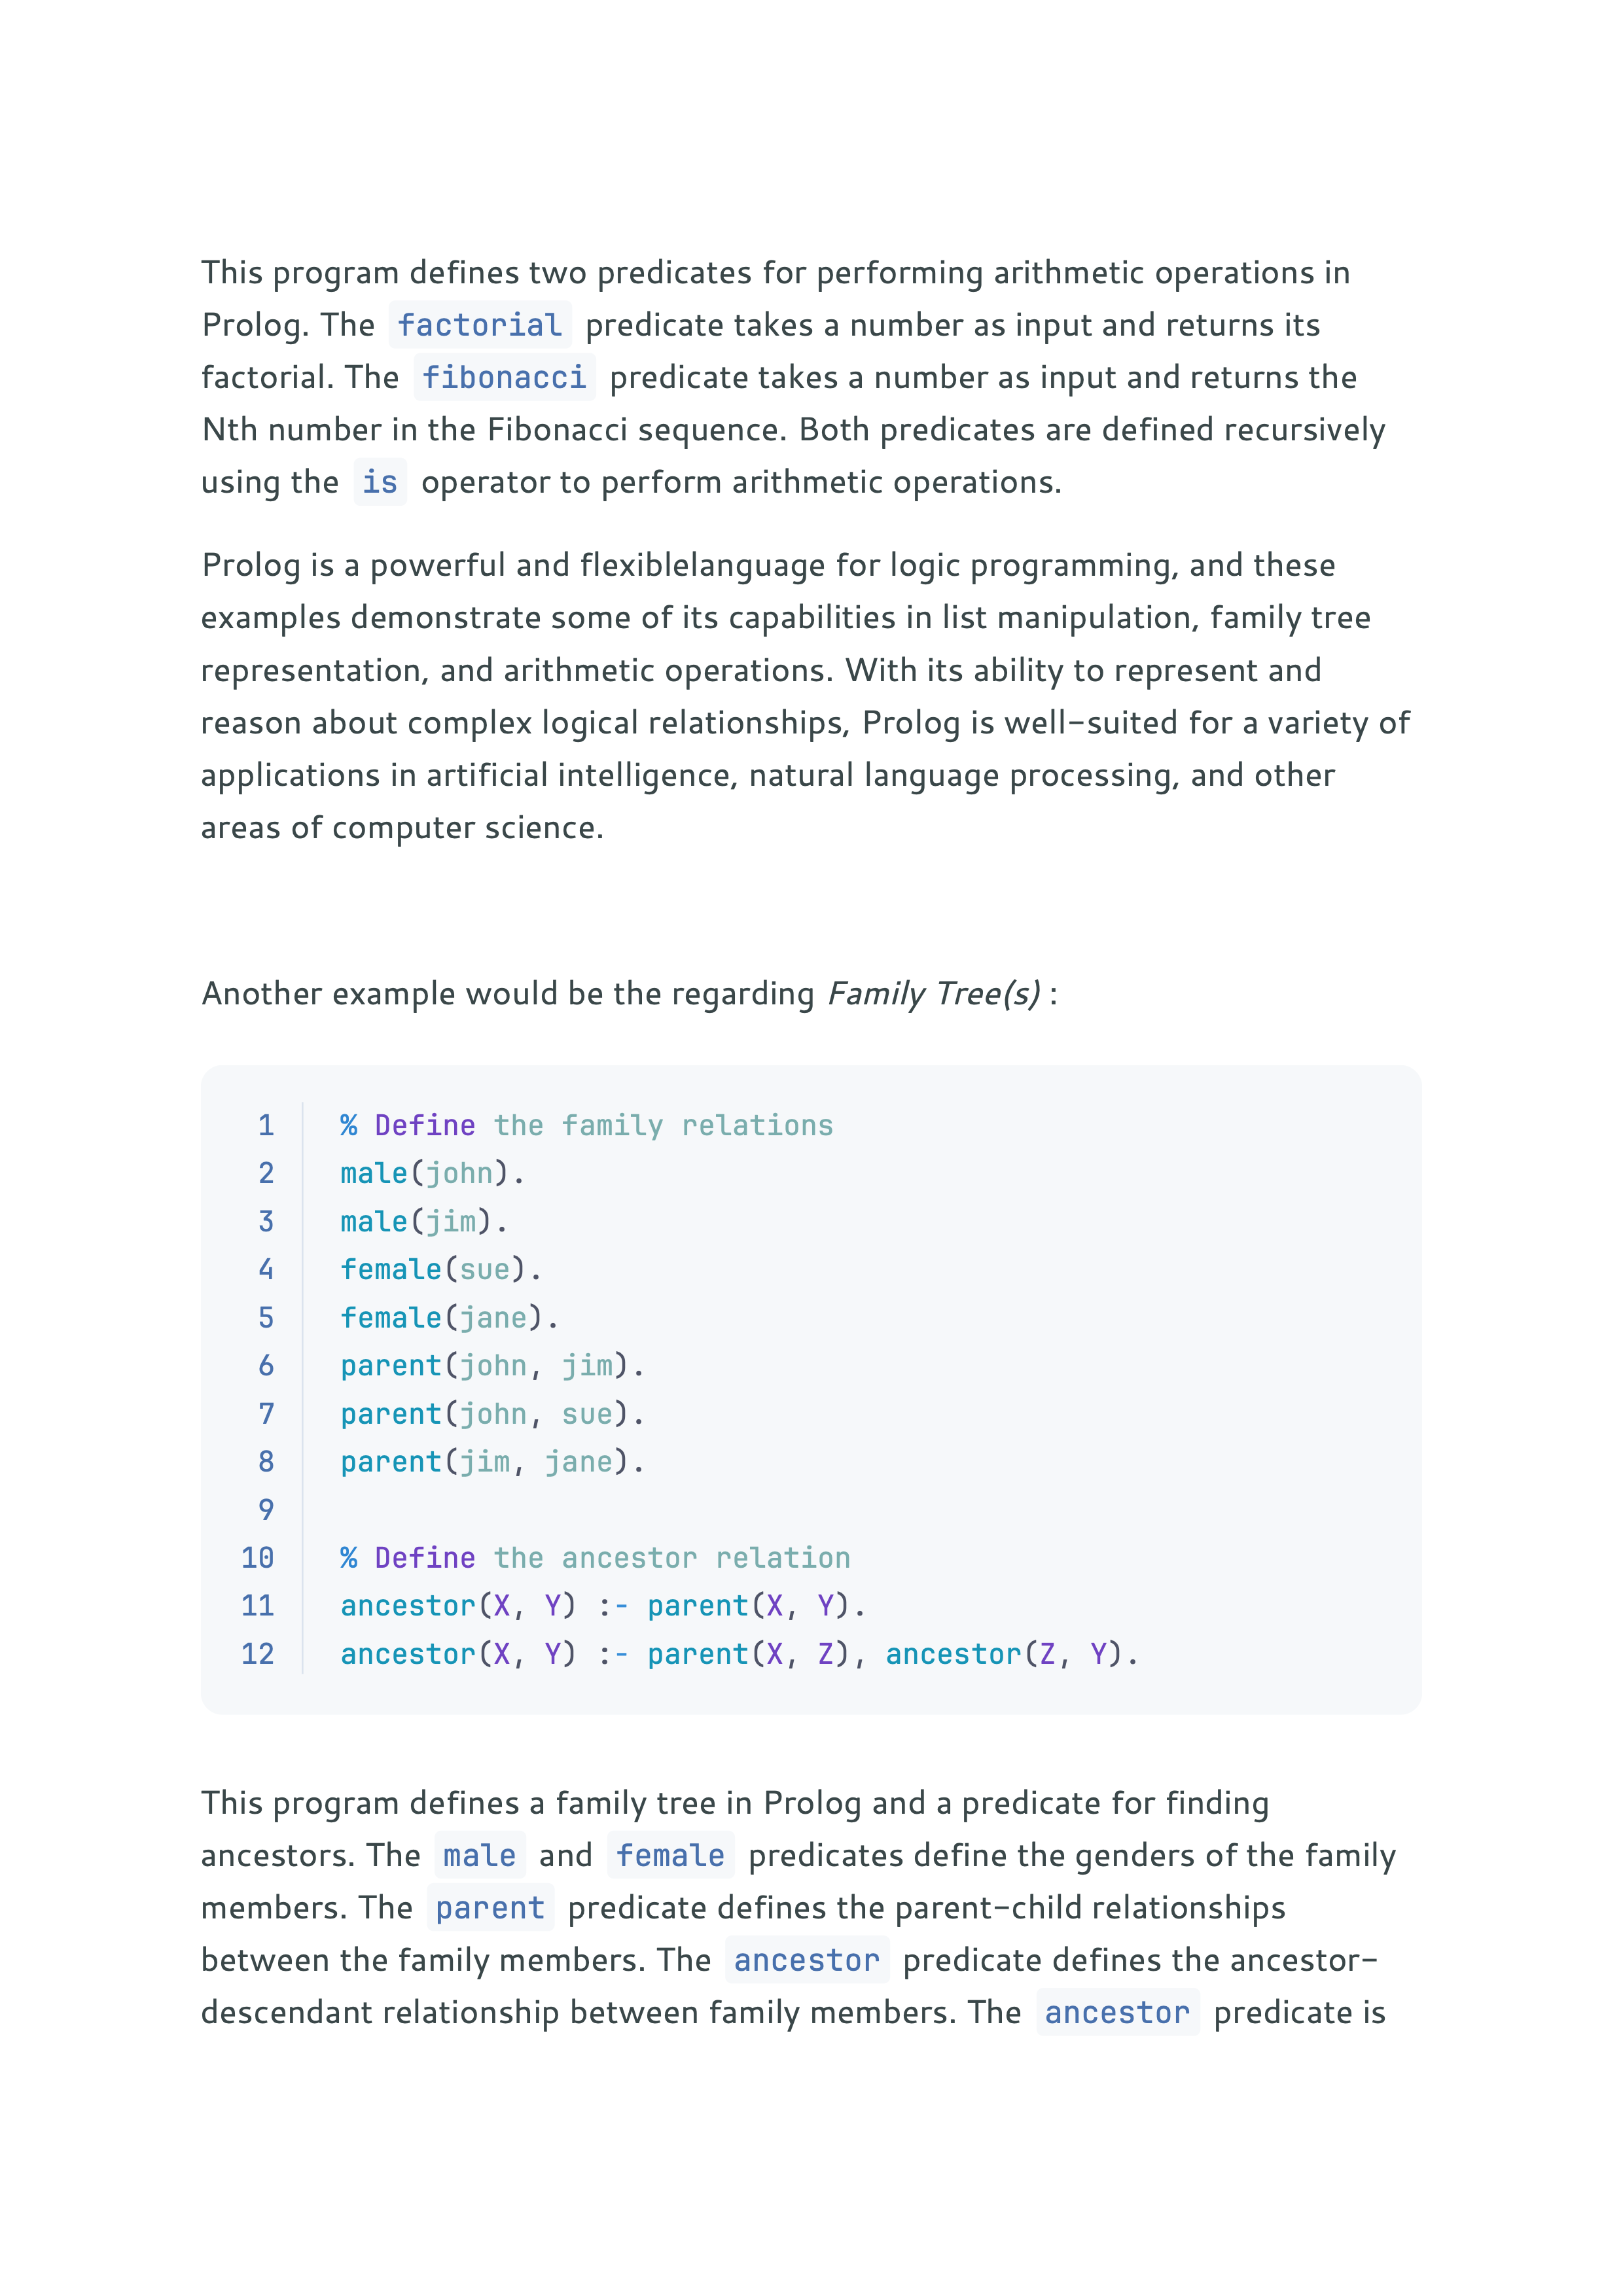 This program defines two predicates for performing arithmetic operations in
Prolog. The factorial predicate takes a number as input and returns its
factorial. The fibonacci predicate takes a number as input and returns the
Nth number in the Fibonacci sequence. Both predicates are defined recursively
using the is operator to perform arithmetic operations.
Prolog is a powerful and flexiblelanguage for logic programming, and these
examples demonstrate some of its capabilities in list manipulation, family tree
representation, and arithmetic operations. With its ability to represent and
reason about complex logical relationships, Prolog is well-suited for a variety of
applications in artificial intelligence, natural language processing, and other
areas of computer science.
Another example would be the regarding Family Tree(s) :
1 % Define the family relations
2 male(john).
3 male(jim).
4 female(sue).
5 female(jane).
6 parent(john, jim).
7 parent(john, sue).
8 parent(jim, jane).
9
10 % Define the ancestor relation
11 ancestor(X, Y) :- parent(X, Y).
12 ancestor(X, Y) :- parent(X, Z), ancestor(Z, Y).
This program defines a family tree in Prolog and a predicate for finding
ancestors. The male and female predicates define the genders of the family
members. The parent predicate defines the parent-child relationships
between the family members. The ancestor predicate defines the ancestor-
descendant relationship between family members. The ancestor predicate is